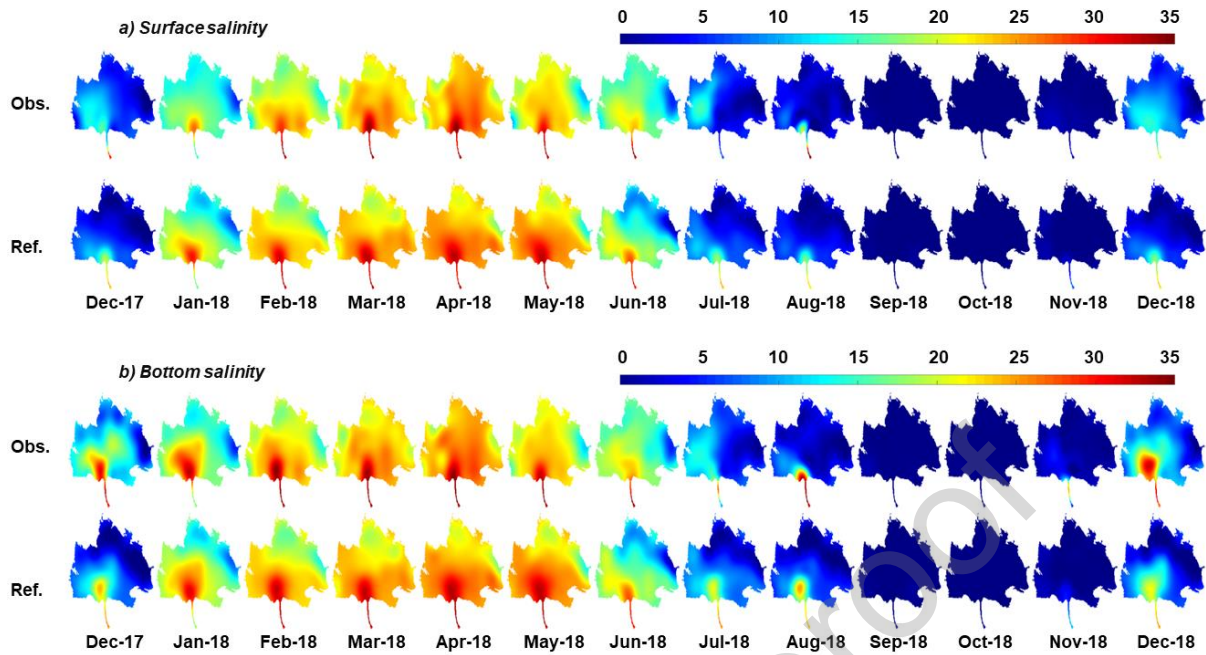 a) Surface salinity
0 5 10 15 20 25 30 35
Obs.
Ref.
Dec-17 Jan-18 Feb-18 Mar-18 Apr-18 May-18 Jun-18 Jul-18 Aug-18 Sep-18 Oct-18 Nov-18 Dec-18
b) Bottom salinity
0 5 10 15 20 25 30 35
Obs.
Ref.
Dec-17 Jan-18 Feb-18 Mar-18 Apr-18 May-18 Jun-18 Jul-18 Aug-18 Sep-18 Oct-18 Nov-18 Dec-18
proof